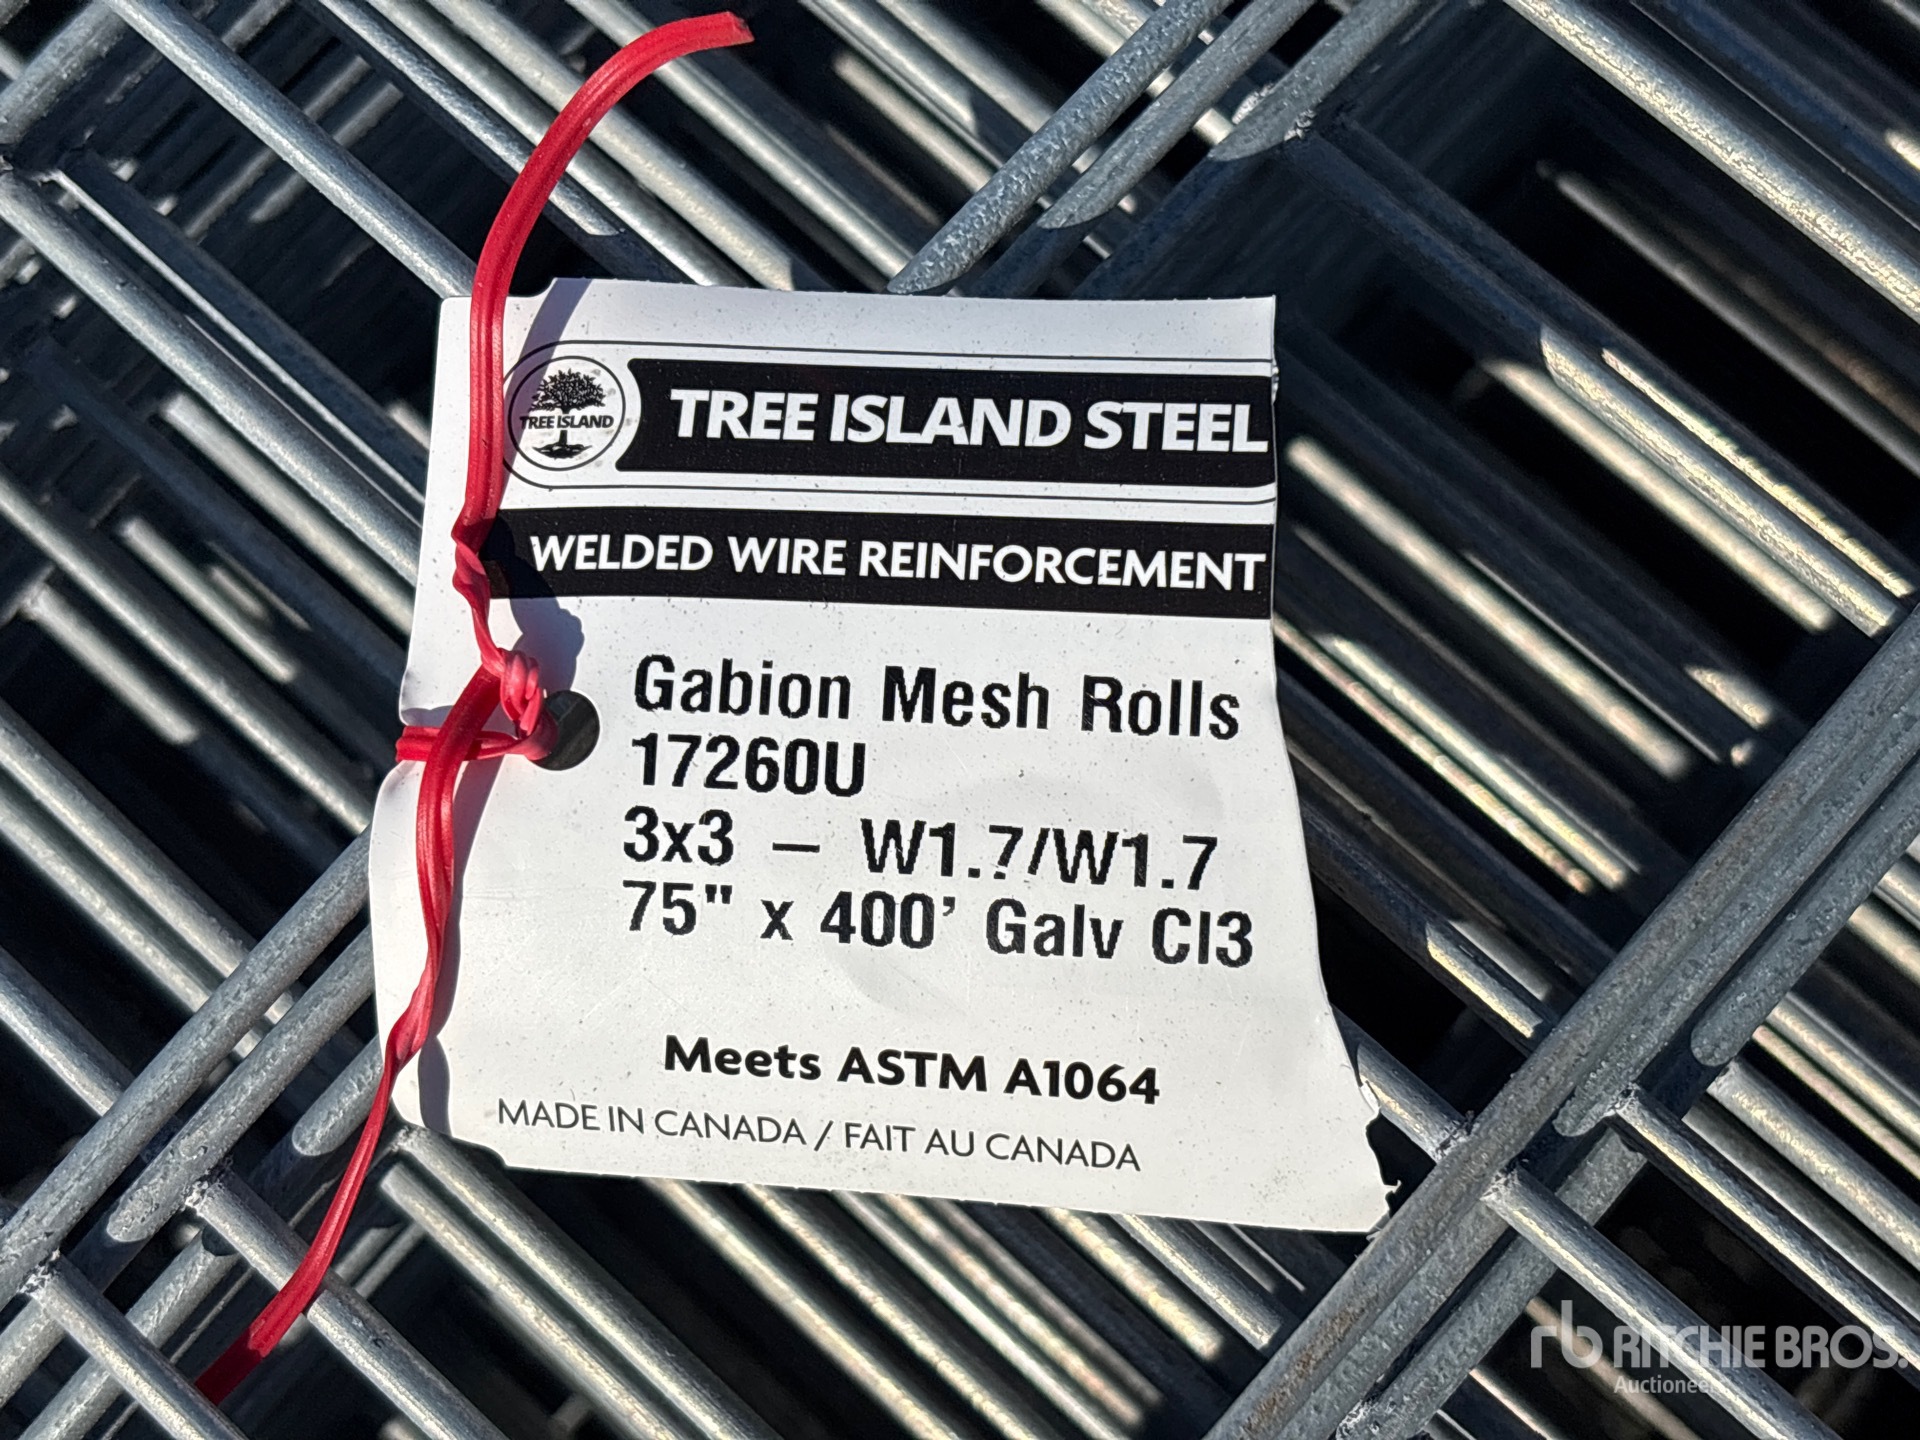 TREE ISLAND
TREE ISLAND STEEL
WELDED WIRE REINFORCEMENT
Gabion Mesh Rolls
17260U
3x3 – W1.7/W1.7
75" x 400' Galv Cl3
Meets ASTM A1064
MADE IN CANADA / FAIT AU CANADA
rb RITCHIE BROS.
Auctioneers